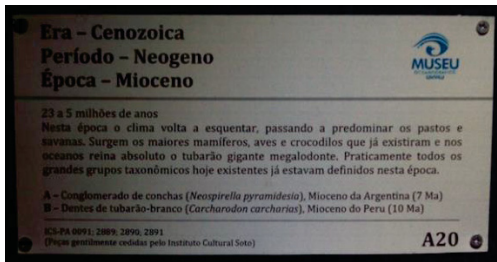 Era – Cenozoica
Período – Neogeno
Época – Mioceno
MUSEU
23 a 5 milhões de anos
Nesta época o clima volta a esquentar, passando a predominar os pastos e
savanas. Surgem os maiores mamíferos, aves e crocodilos que já existiram e nos
oceanos reina absoluto o tubarão gigante megalodonte. Praticamente todos os
grandes grupos taxonômicos hoje existentes já estavam definidos nesta época.
A – Conglomerado de conchas (Neospirella pyramidesia), Mioceno da Argentina (7 Ma)
B – Dentes de tubarão-branco (Carcharodon carcharias), Mioceno do Peru (10 Ma)
ICS-PA 0091; 2889; 2890; 2891
(Peças gentilmente cedidas pelo Instituto Cultural Soto)
A20